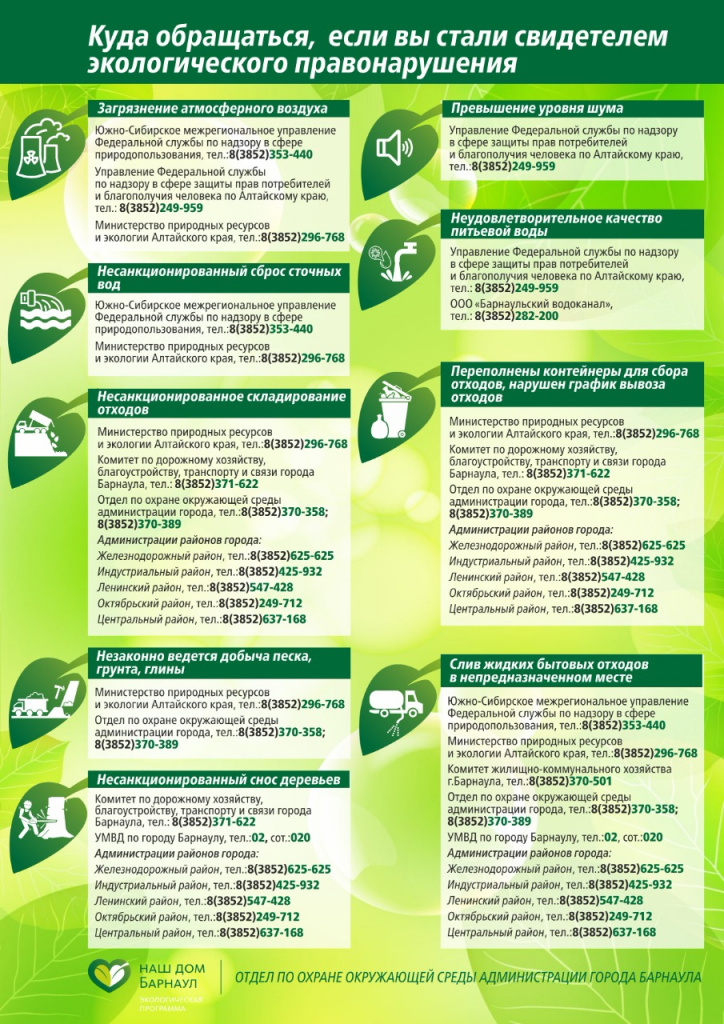 Куда обращаться, если вы стали свидетелем
экологического правонарушения
Загрязнение атмосферного воздуха
Южно-Сибирское межрегиональное управление
Федеральной службы по надзору в сфере
природопользования, тел.:8(3852)353-440
Управление Федеральной службы
по надзору в сфере защиты прав потребителей
и благополучия человека по Алтайскому краю,
тел.: 8(3852)249-959
Министерство природных ресурсов
и экологии Алтайского края, тел.:8(3852)296-768
Несанкционированный сброс сточных
вод
Южно-Сибирское межрегиональное управление
Федеральной службы по надзору в сфере
природопользования, тел.:8(3852)353-440
Министерство природных ресурсов
и экологии Алтайского края, тел.:8(3852)296-768
Несанкционированное складирование
отходов
Министерство природных ресурсов
и экологии Алтайского края, тел.:8(3852)296-768
Комитет по дорожному хозяйству,
благоустройству, транспорту и связи города
Барнаула, тел.: 8(3852)371-622
Отдел по охране окружающей среды
администрации города, тел.:8(3852)370-358;
8(3852)370-389
Администрации районов города:
Железнодорожный район, тел.:8(3852)625-625
Индустриальный район, тел.:8(3852)425-932
Ленинский район, тел.:8(3852)547-428
Октябрьский район, тел.:8(3852)249-712
Центральный район, тел.:8(3852)637-168
Незаконно ведется добыча песка,
грунта, глины
Министерство природных ресурсов
и экологии Алтайского края, тел.:8(3852)296-768
Отдел по охране окружающей среды
администрации города, тел.:8(3852)370-358;
8(3852)370-389
Несанкционированный снос деревьев
Комитет по дорожному хозяйству,
благоустройству, транспорту и связи города
Барнаула, тел.: 8(3852)371-622
УМВД по городу Барнаулу, тел.:02, сот.:020
Администрации районов города:
Железнодорожный район, тел.:8(3852)625-625
Индустриальный район, тел.:8(3852)425-932
Ленинский район, тел.:8(3852)547-428
Октябрьский район, тел.:8(3852)249-712
Центральный район, тел.:8(3852)637-168
Превышение уровня шума
Управление Федеральной службы по надзору
в сфере защиты прав потребителей
и благополучия человека по Алтайскому краю,
тел.:8(3852)249-959
Неудовлетворительное качество
питьевой воды
Управление Федеральной службы по надзору
в сфере защиты прав потребителей
и благополучия человека по Алтайскому краю,
тел.: 8(3852)249-959
ООО «Барнаульский водоканал»,
тел.: 8(3852)282-200
Переполнены контейнеры для сбора
отходов, нарушен график вывоза
отходов
Министерство природных ресурсов
и экологии Алтайского края, тел.:8(3852)296-768
Комитет по дорожному хозяйству,
благоустройству, транспорту и связи города
Барнаула, тел.: 8(3852)371-622
Отдел по охране окружающей среды
администрации города, тел.:8(3852)370-358;
8(3852)370-389
Администрации районов города:
Железнодорожный район, тел.:8(3852)625-625
Индустриальный район, тел.:8(3852)425-932
Ленинский район, тел.:8(3852)547-428
Октябрьский район, тел.:8(3852)249-712
Центральный район, тел.:8(3852)637-168
Слив жидких бытовых отходов
в непредназначенном месте
Южно-Сибирское межрегиональное управление
Федеральной службы по надзору в сфере
природопользования, тел.:8(3852)353-440
Министерство природных ресурсов
и экологии Алтайского края, тел.:8(3852)296-768
Комитет жилищно-коммунального хозяйства
г.Барнаула, тел.:8(3852)370-501
Отдел по охране окружающей среды
администрации города, тел.:8(3852)370-358;
8(3852)370-389
УМВД по городу Барнаулу, тел.:02, сот.:020
Администрации районов города:
Железнодорожный район, тел.:8(3852)625-625
Индустриальный район, тел.:8(3852)425-932
Ленинский район, тел.:8(3852)547-428
Октябрьский район, тел.:8(3852)249-712
Центральный район, тел.:8(3852)637-168
НАШ ДОМ
БАРНАУЛ
ЭКОЛОГИЧЕСКАЯ
ПРОГРАММА
ОТДЕЛ ПО ОХРАНЕ ОКРУЖАЮЩЕЙ СРЕДЫ АДМИНИСТРАЦИИ ГОРОДА БАРНАУЛА